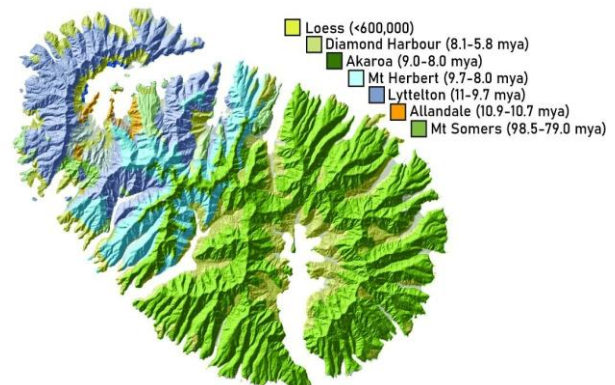 Loess (<600,000)
Diamond Harbour (8.1-5.8 mya)
Akaroa (9.0-8.0 mya)
Mt Herbert (9.7-8.0 mya)
Lyttelton (11-9.7 mya)
Allandale (10.9-10.7 mya)
Mt Somers (98.5-79.0 mya)